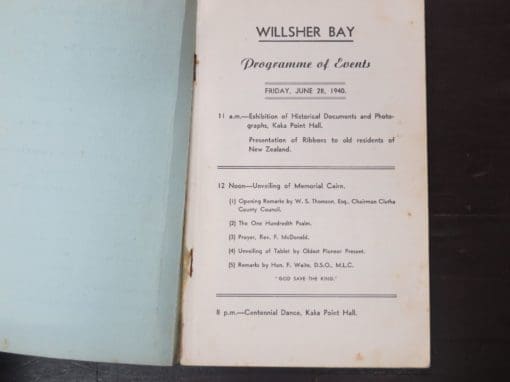 WILLSHER BAY
Programme of Events
FRIDAY, JUNE 28, 1940.
11 a.m.—Exhibition of Historical Documents and Photo-
graphs, Kaka Point Hall.
Presentation of Ribbons to old residents of
New Zealand.
12 Noon—Unveiling of Memorial Cairn.
(1) Opening Remarks by W. S. Thomson, Esq., Chairman Clutha
County Council.
(2) The One Hundredth Psalm.
(3) Prayer, Rev. F. McDonald.
(4) Unveiling of Tablet by Oldest Pioneer Present.
(5) Remarks by Hon. F. Waite, D.S.O., M.L.C.
"GOD SAVE THE KING."
8 p.m.—Centennial Dance, Kaka Point Hall.